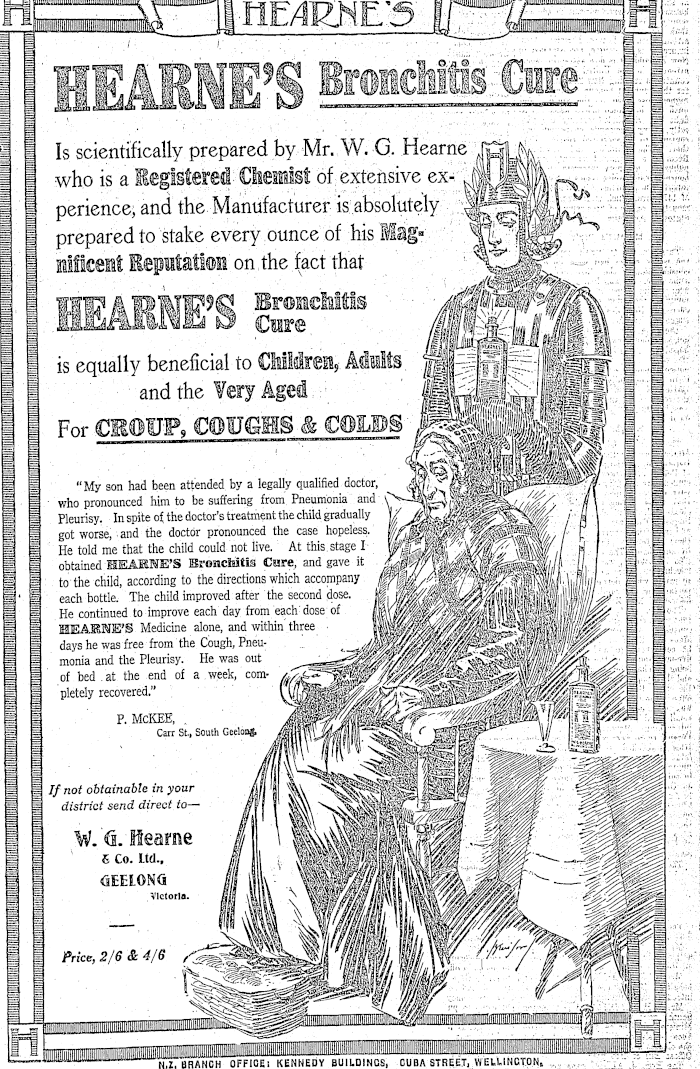 HEARNE'S
HEARNE'S Bronchitis Cure
Is scientifically prepared by Mr. W. G. Hearne
who is a Registered Chemist of extensive ex-
perience, and the Manufacturer is absolutely
prepared to stake every ounce of his Mag-
nificent Reputation on the fact that
HEARNE'S Bronchitis
Cure
is equally beneficial to Children, Adults
and the Very Aged
For CROUP, COUGHS & COLDS
"My son had been attended by a legally qualified doctor,
who pronounced him to be suffering from Pneumonia and
Pleurisy. In spite of the doctor's treatment the child gradually
got worse, and the doctor pronounced the case hopeless.
He told me that the child could not live. At this stage I
obtained HEARNE'S Bronchitis Cure, and gave it
to the child, according to the directions which accompany
each bottle. The child improved after the second dose.
He continued to improve each day from each dose of
HEARNE'S Medicine alone, and within three
days he was free from the Cough, Pneu-
monia and the Pleurisy. He was out
of bed at the end of a week, com-
pletely recovered."
P. McKEE,
Carr St., South Geelong.
If not obtainable in your
district send direct to—
W. G. Hearne
& Co. Ltd.,
GEELONG
Victoria.
Price, 2/6 & 4/6
H
H
H
H
N.Z. BRANCH OFFICE: KENNEDY BUILDINGS, CUBA STREET, WELLINGTON.